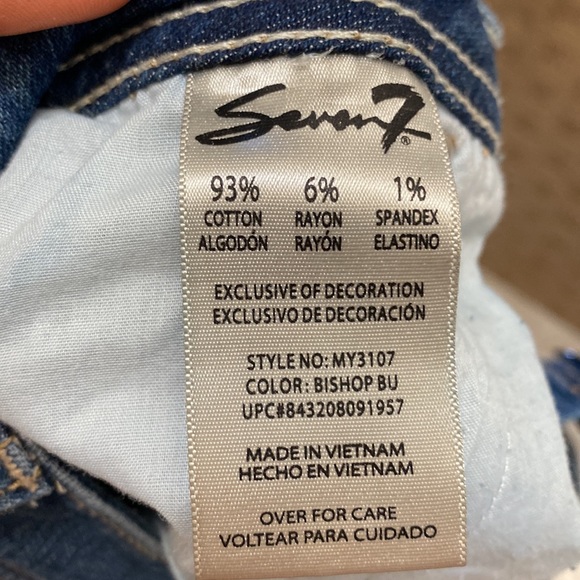 Seven7®
93% 6% 1%
COTTON RAYON SPANDEX
ALGODÓN RAYÓN ELASTINO
EXCLUSIVE OF DECORATION
EXCLUSIVO DE DECORACIÓN
STYLE NO: MY3107
COLOR: BISHOP BU
UPC#843208091957
MADE IN VIETNAM
HECHO EN VIETNAM
OVER FOR CARE
VOLTEAR PARA CUIDADO